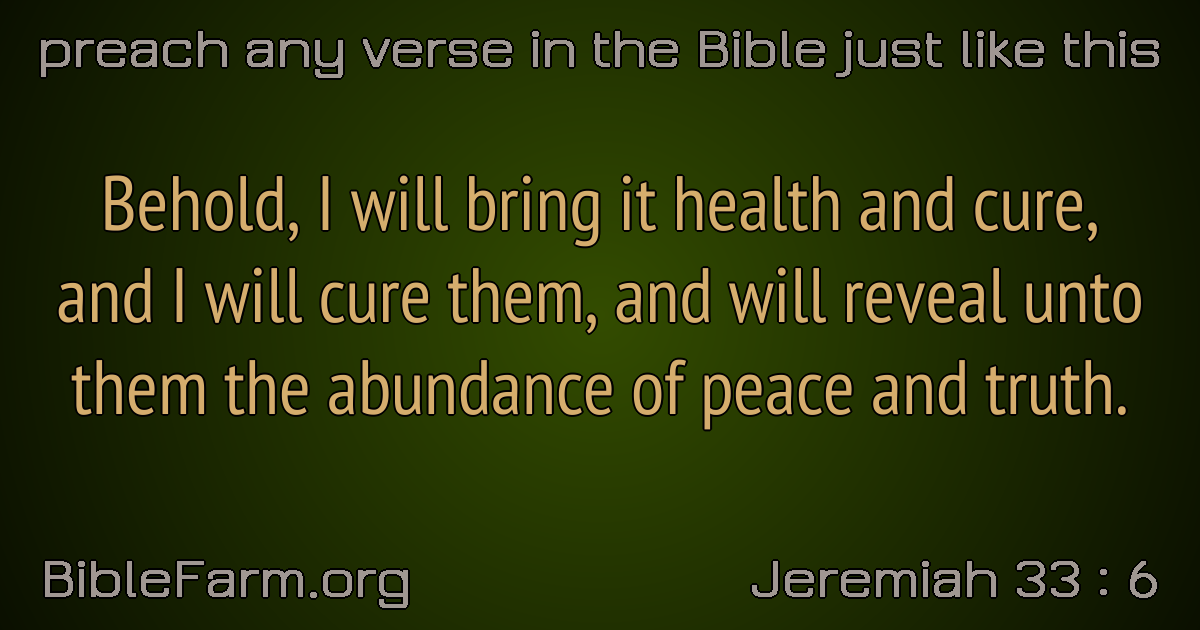 preach any verse in the Bible just like this
Behold, I will bring it health and cure,
and I will cure them, and will reveal unto
them the abundance of peace and truth.
BibleFarm.org
Jeremiah 33 : 6